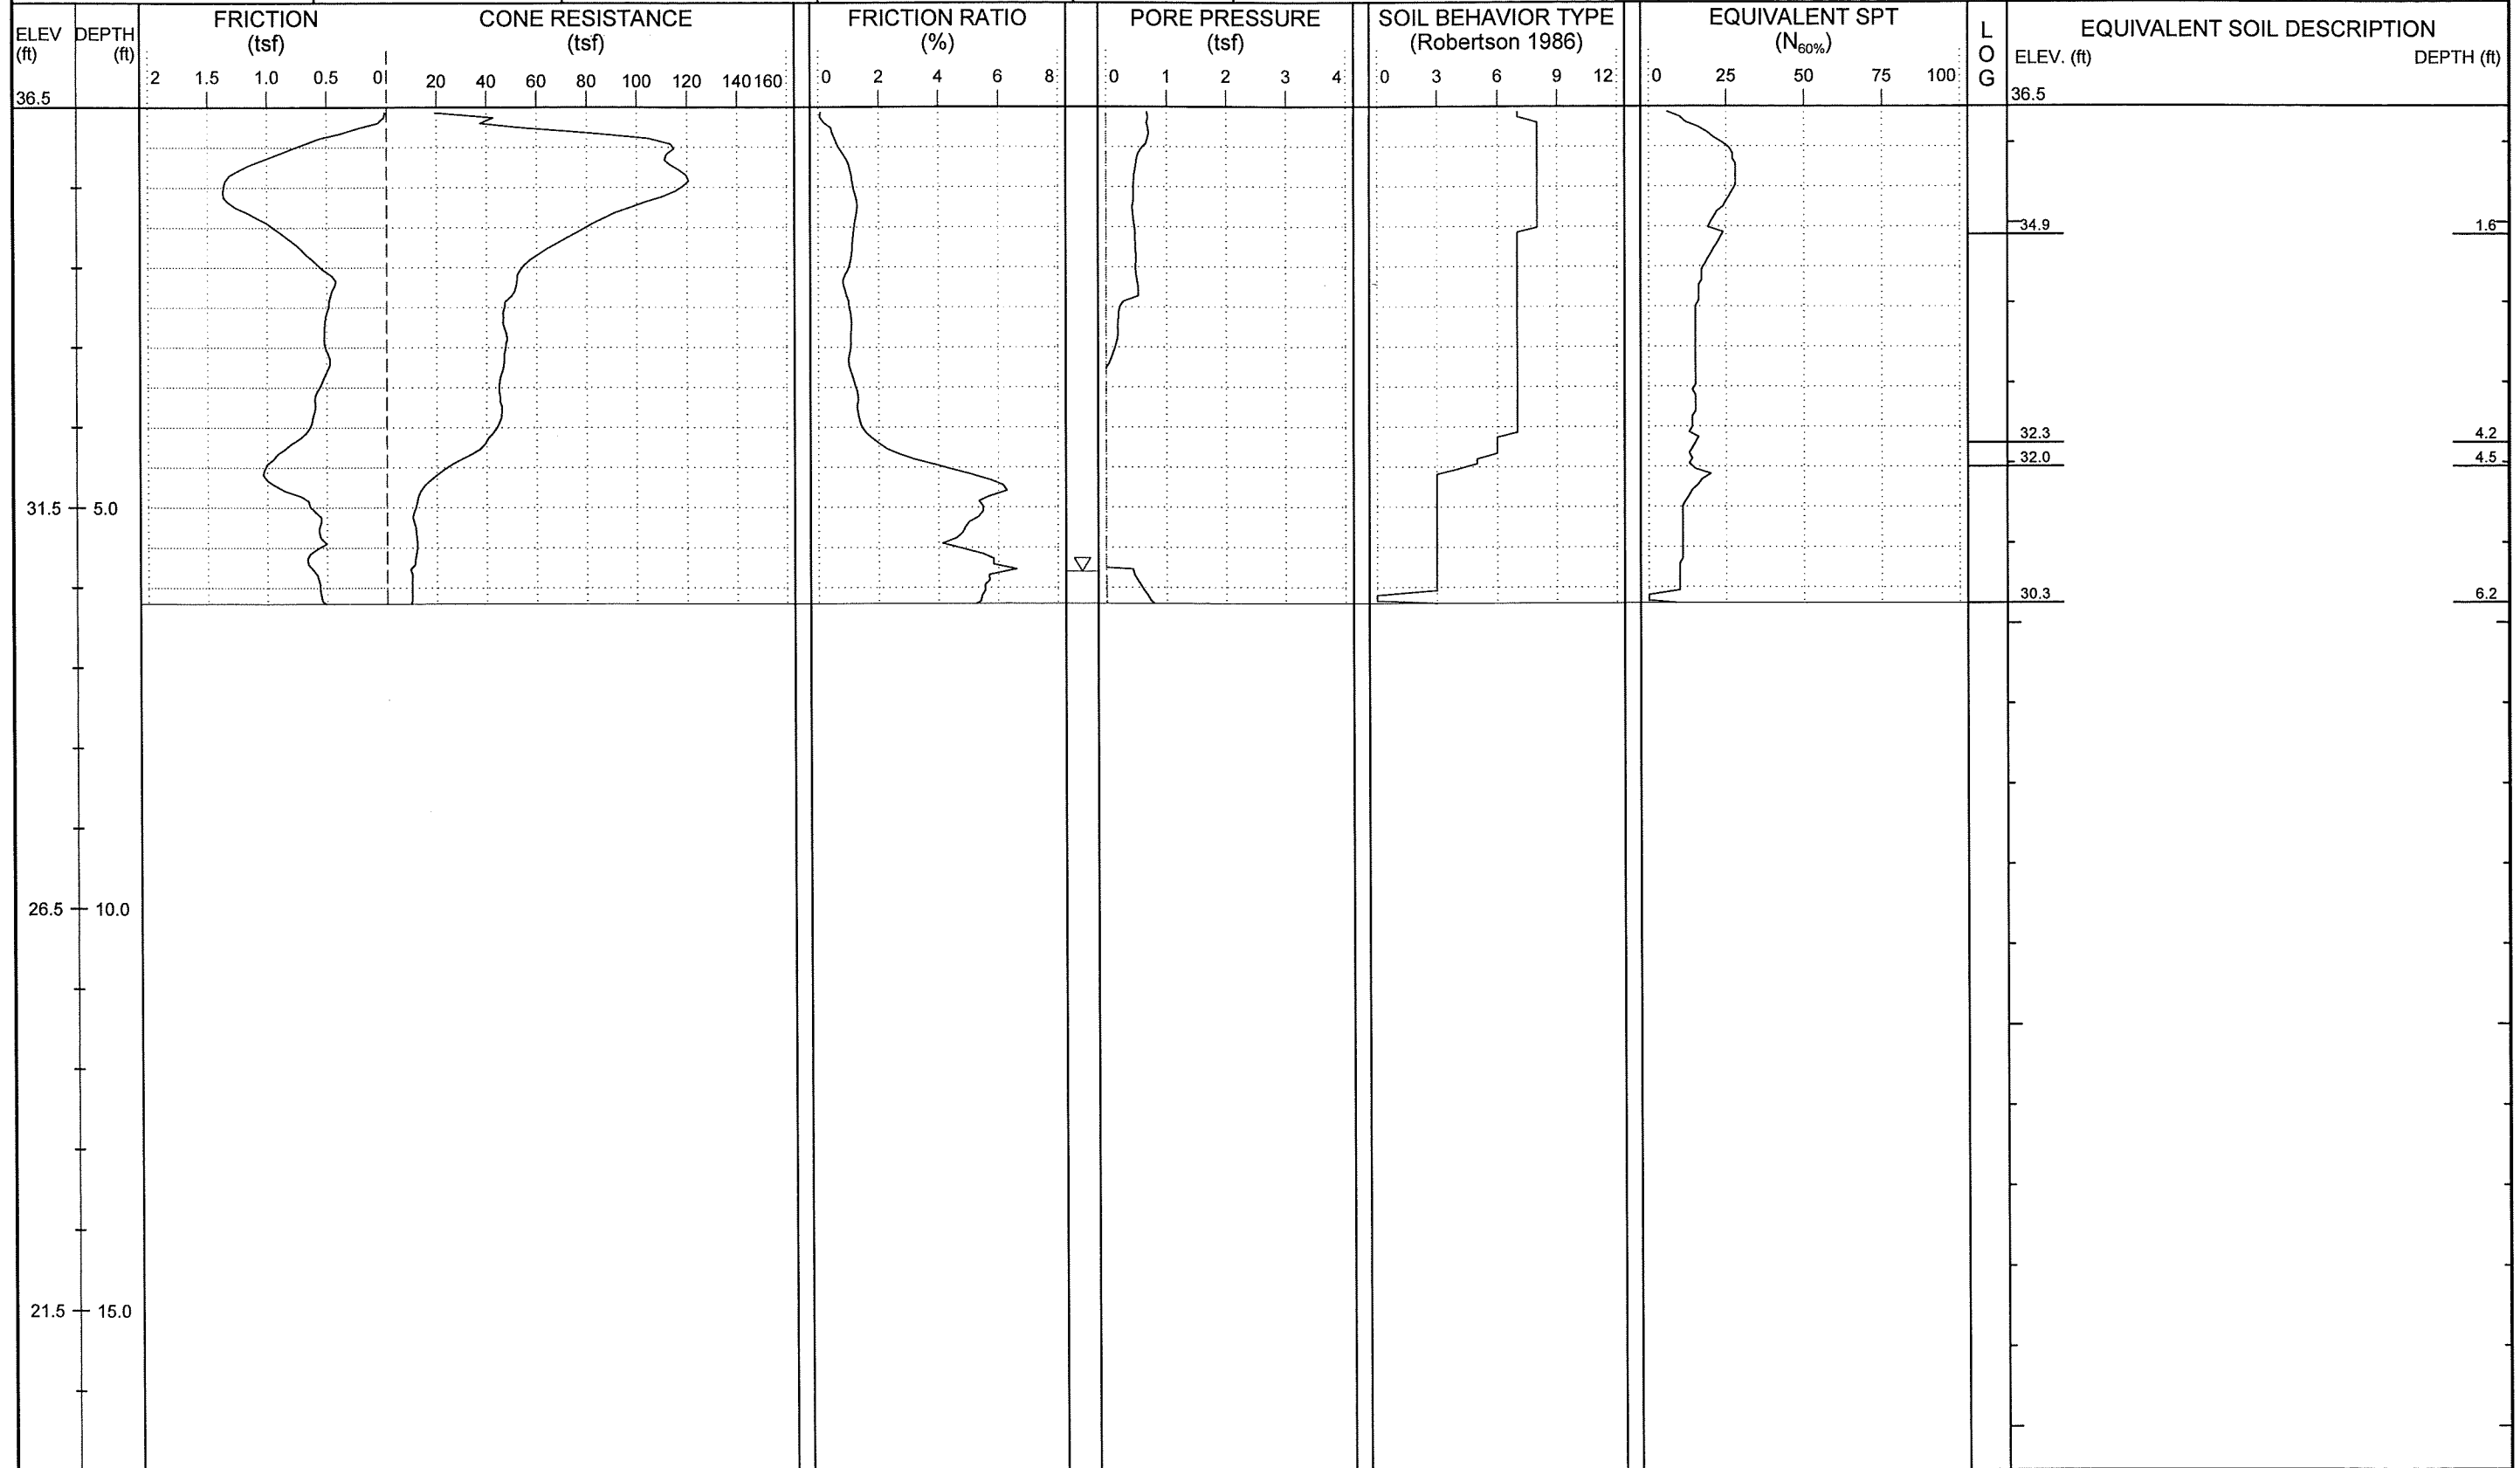 FRICTION CONE RESISTANCE FRICTION RATIO PORE PRESSURE SOIL BEHAVIOR TYPE EQUIVALENT SPT
ELEV DEPTH (tsf) (tsf) (%) (tsf) (Robertson 1986) (N60%) L O G EQUIVALENT SOIL DESCRIPTION
(ft) (ft) ELEV. (ft) DEPTH (ft)
2 1.5 1.0 0.5 0 20 40 60 80 100 120 140 160 0 2 4 6 8 0 1 2 3 4 0 3 6 9 12 0 25 50 75 100
36.5 36.5
34.9 1.6
32.3 4.2
32.0 4.5
31.5 5.0
30.3 6.2
26.5 10.0
21.5 15.0